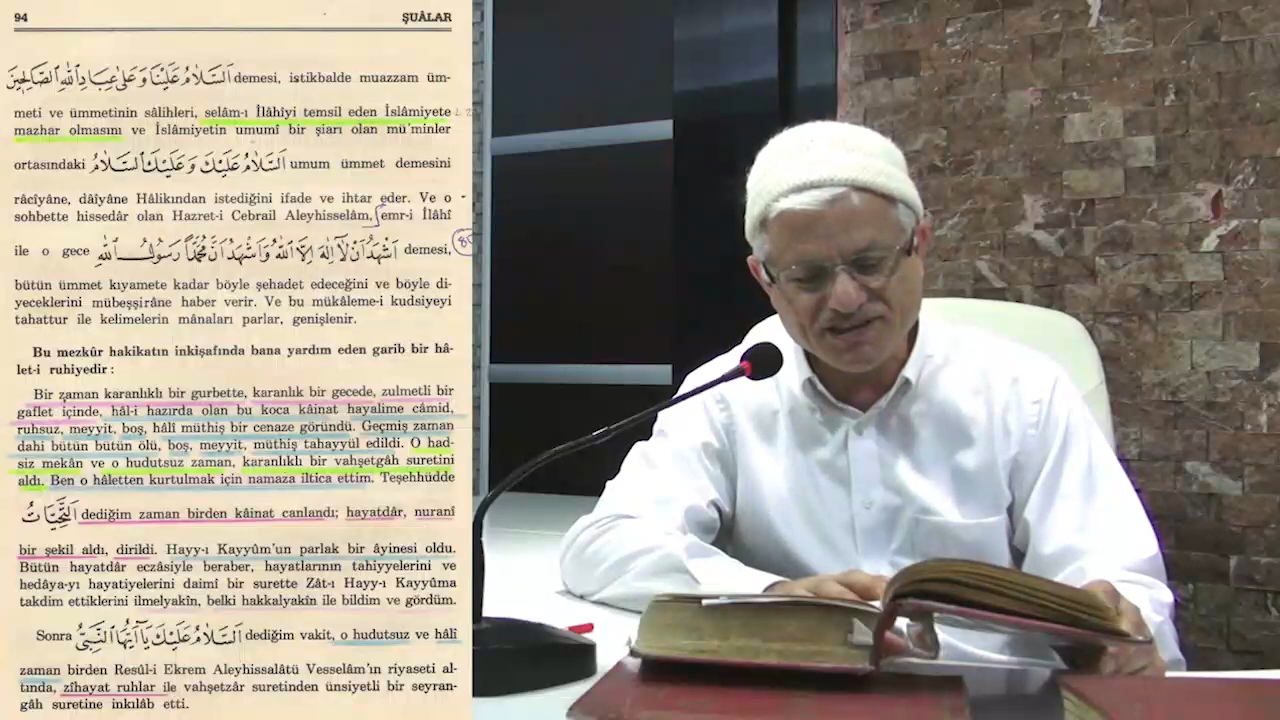 94 ŞUÂLAR
اَلسَّلَامُ عَلَيْنَا وَ عَلَى عِبَادِ اللّٰهِ الصَّالِحِينَ demesi, istikbalde muazzam üm-
meti ve ümmetinin sâlihleri, selâm-ı İlâhîyi temsil eden İslâmiyete
mazhar olmasını ve İslâmiyetin umumî bir şiarı olan mü'minler
ortasındaki اَلسَّلَامُ عَلَيْكَ وَ عَلَيْكَ السَّلَامُ umum ümmet demesini
râcîyâne, dâîyâne Hâlikından istediğini ifade ve ihtar eder. Ve o
sohbette hissedâr olan Hazret-i Cebrail Aleyhisselâm, emr-i İlâhî
ile o gece اَشْهَدُ اَنْ لَٓا اِلٰهَ اِلَّا اللّٰهُ وَ اَشْهَدُ اَنَّ مُحَمَّدًا رَسُولُ اللّٰهِ demesi,
bütün ümmet kıyamete kadar böyle şehadet edeceğini ve böyle di-
yeceklerini mübeşşirâne haber verir. Ve bu mükâleme-i kudsiyeyi
tahattur ile kelimelerin mânaları parlar, genişlenir.
Bu mezkûr hakikatın inkişafında bana yardım eden garib bir hâ-
let-i ruhiyedir :
Bir zaman karanlıklı bir gurbette, karanlık bir gecede, zulmetli bir
gaflet içinde, hâl-i hazırda olan bu koca kâinat hayalime câmid,
ruhsuz, meyyit, boş, hâlî müthiş bir cenaze göründü. Geçmiş zaman
dahi bütün bütün ölü, boş, meyyit, müthiş tahayyül edildi. O had-
siz mekân ve o hudutsuz zaman, karanlıklı bir vahşetgâh suretini
aldı. Ben o hâletten kurtulmak için namaza iltica ettim. Teşehhüdde
اَلتَّحِيَّاتُ dediğim zaman birden kâinat canlandı; hayatdâr, nuranî
bir şekil aldı, dirildi. Hayy-ı Kayyûm'un parlak bir âyinesi oldu.
Bütün hayatdâr eczâsiyle beraber, hayatlarının tahiyyelerini ve
hedâya-yı hayatiyelerini daimî bir surette Zât-ı Hayy-ı Kayyûma
takdim ettiklerini ilmelyakîn, belki hakkalyakîn ile bildim ve gördüm.
Sonra اَلسَّلَامُ عَلَيْكَ يَٓا اَيُّهَا النَّبِىُّ dediğim vakit, o hudutsuz ve hâlî
zaman birden Resûl-i Ekrem Aleyhissalâtü Vesselâm'ın riyaseti al-
tında, zîhayat ruhlar ile vahşetzâr suretinden ünsiyetli bir seyran-
gâh suretine inkılâb etti.